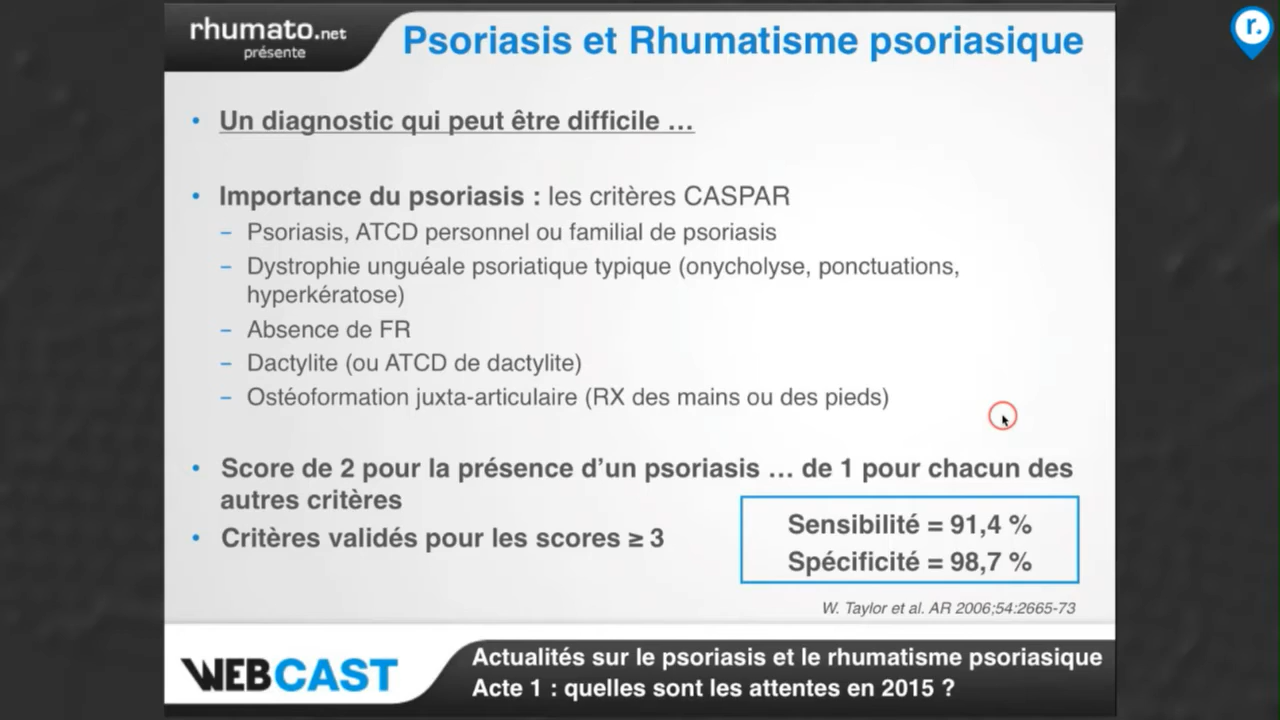 rhumato.net
présente
Psoriasis et Rhumatisme psoriasique
r.
• Un diagnostic qui peut être difficile ...
• Importance du psoriasis : les critères CASPAR
– Psoriasis, ATCD personnel ou familial de psoriasis
– Dystrophie unguéale psoriatique typique (onycholyse, ponctuations,
hyperkératose)
– Absence de FR
– Dactylite (ou ATCD de dactylite)
– Ostéoformation juxta-articulaire (RX des mains ou des pieds)
• Score de 2 pour la présence d’un psoriasis ... de 1 pour chacun des
autres critères
• Critères validés pour les scores ≥ 3
Sensibilité = 91,4 %
Spécificité = 98,7 %
W. Taylor et al. AR 2006;54:2665-73
WEBCAST
Actualités sur le psoriasis et le rhumatisme psoriasique
Acte 1 : quelles sont les attentes en 2015 ?